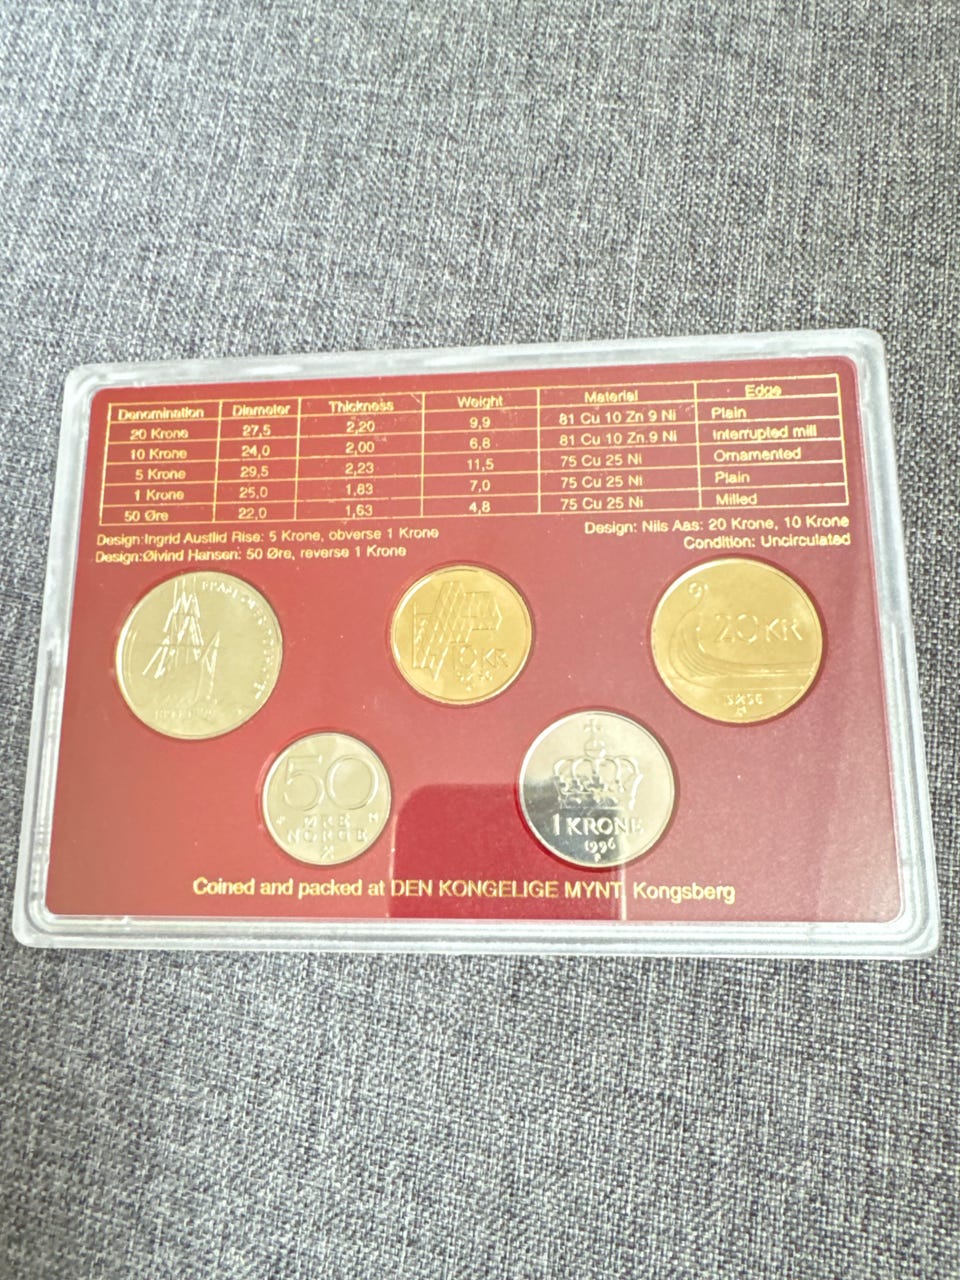 Denomination Diameter Thickness Weight Material Edge
20 Krone 27,5 2,20 9,9 81 Cu 10 Zn 9 Ni Plain
10 Krone 24,0 2,00 6,8 81 Cu 10 Zn 9 Ni Interrupted mill
5 Krone 29,5 2,23 11,5 75 Cu 25 Ni Ornamented
1 Krone 25,0 1,83 7,0 75 Cu 25 Ni Plain
50 Øre 22,0 1,63 4,8 75 Cu 25 Ni Milled
Design:Ingrid Austlid Rise: 5 Krone, obverse 1 Krone
Design:Øivind Hansen: 50 Øre, reverse 1 Krone
Design: Nils Aas: 20 Krone, 10 Krone
Condition: Uncirculated
10 KR
20 KR
50
ØRE
NORGE
1 KRONE
1996
Coined and packed at DEN KONGELIGE MYNT, Kongsberg